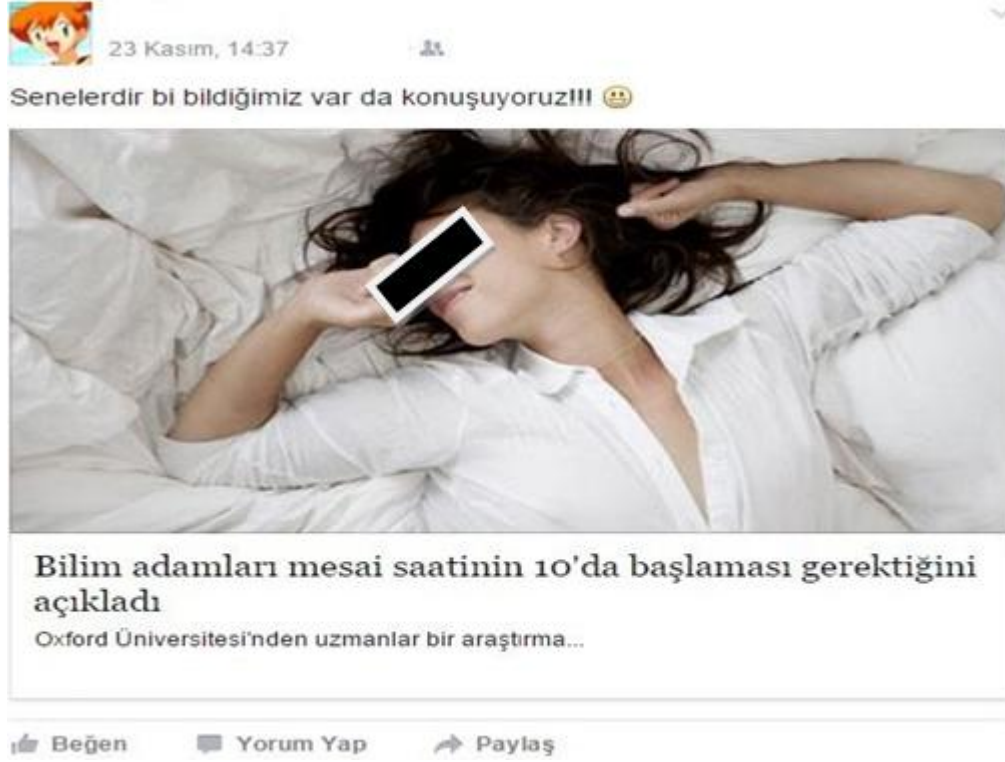 23 Kasım, 14:37
Senelerdir bi bildiğimiz var da konuşuyoruz!!! 😬
Bilim adamları mesai saatinin 10'da başlaması gerektiğini
açıkladı
Oxford Üniversitesi'nden uzmanlar bir araştırma...
Beğen Yorum Yap Paylaş